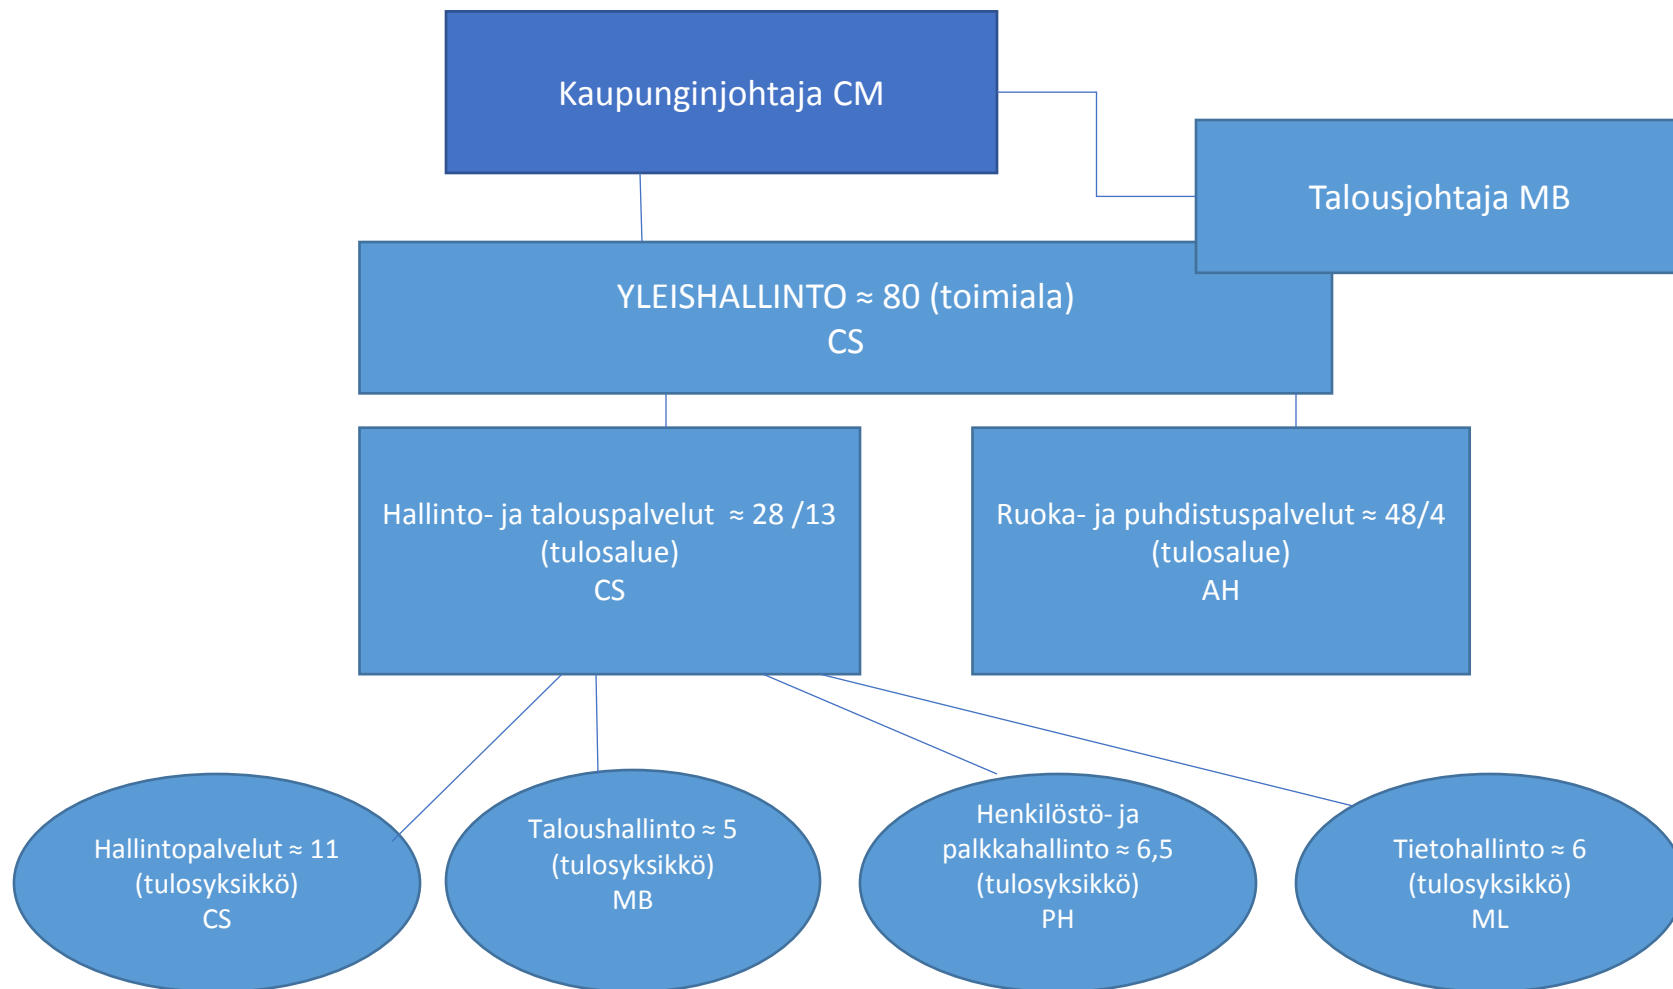 Kaupunginjohtaja CM
Talousjohtaja MB
YLEISHALLINTO ≈ 80 (toimiala)
CS
Hallinto- ja talouspalvelut ≈ 28 /13
(tulosalue)
CS
Ruoka- ja puhdistuspalvelut ≈ 48/4
(tulosalue)
AH
Hallintopalvelut ≈ 11
(tulosyksikkö)
CS
Taloushallinto ≈ 5
(tulosyksikkö)
MB
Henkilöstö- ja
palkkahallinto ≈ 6,5
(tulosyksikkö)
PH
Tietohallinto ≈ 6
(tulosyksikkö)
ML